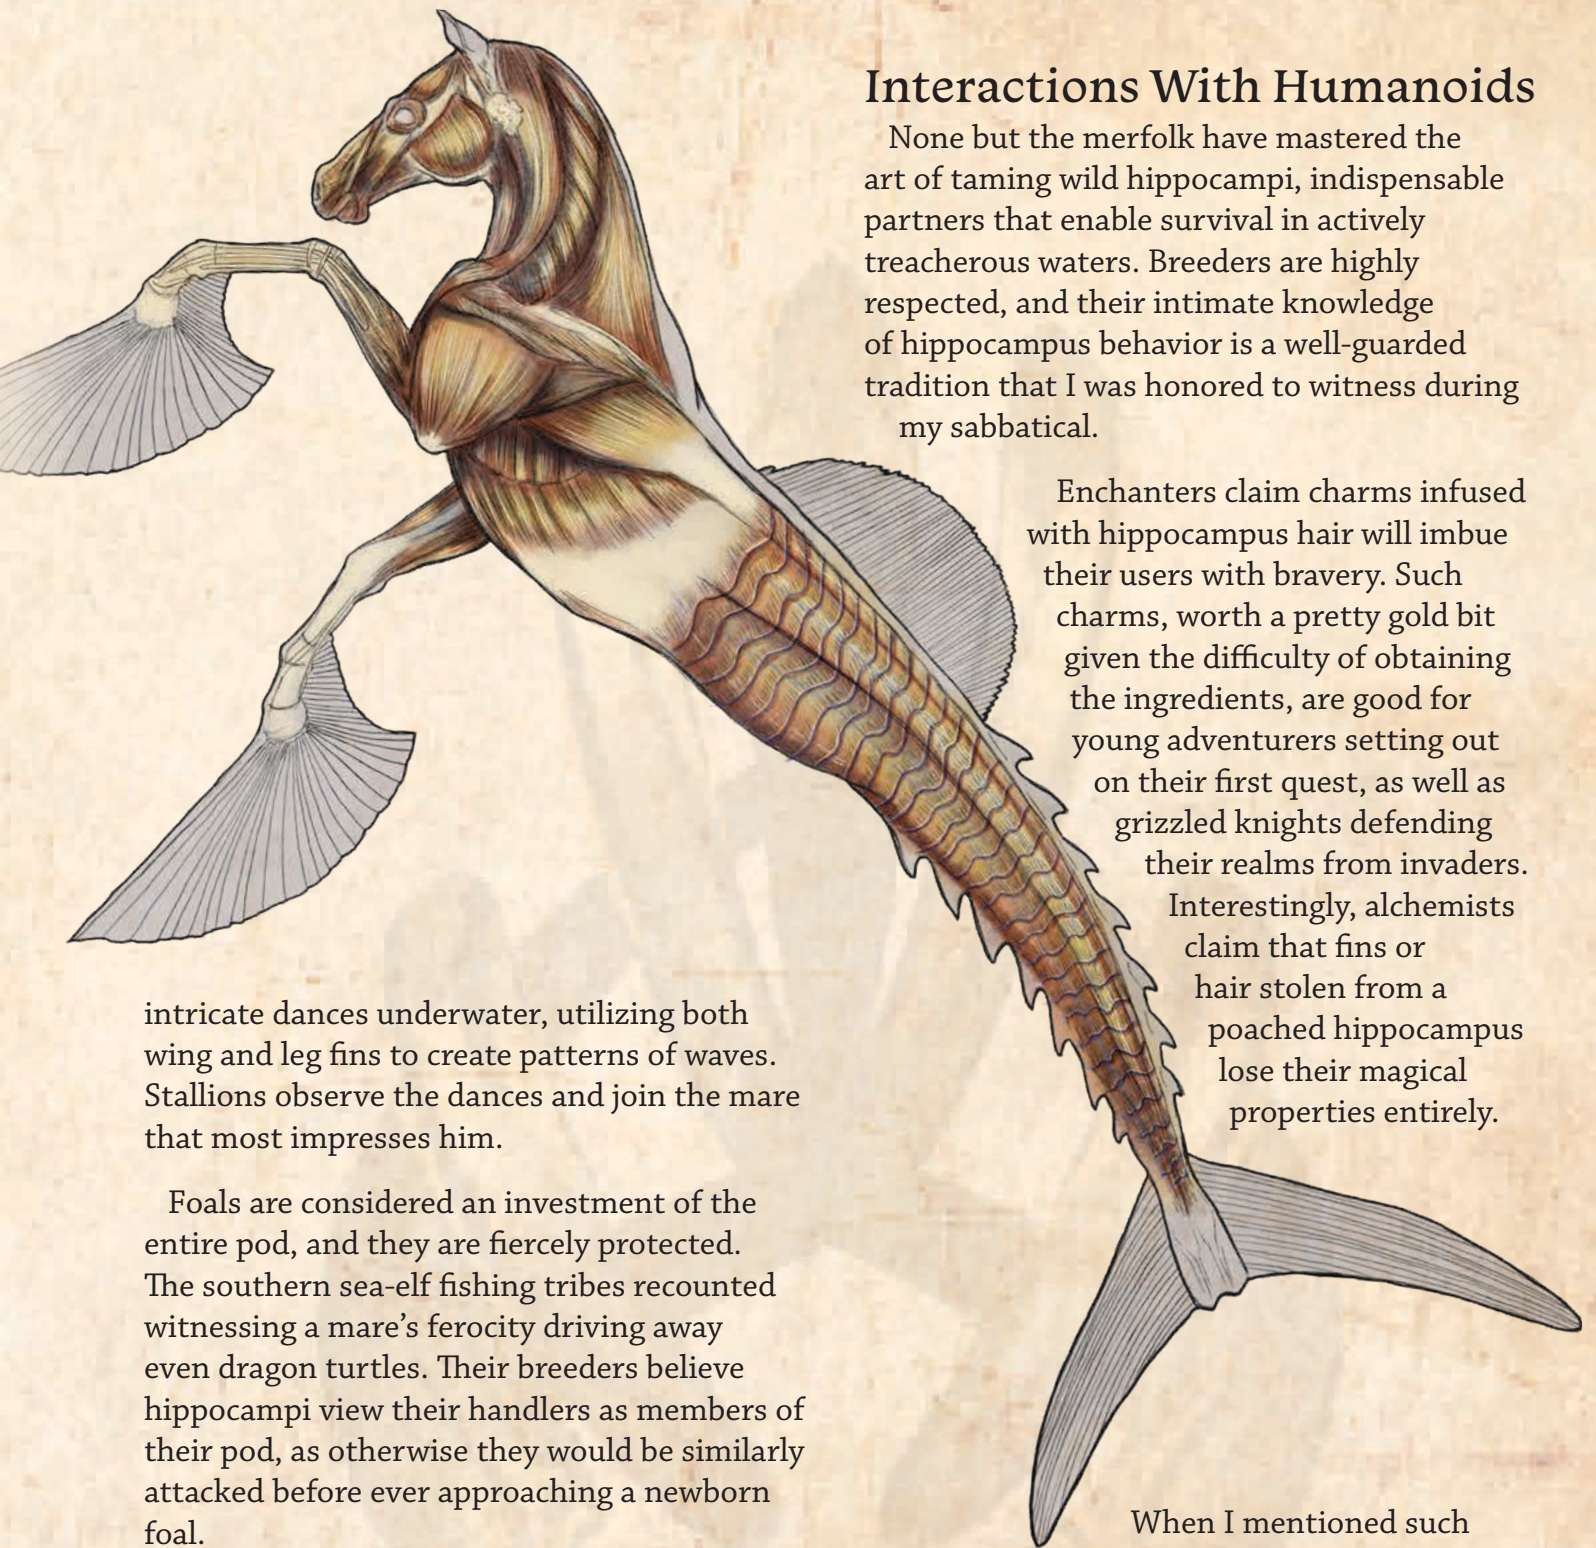 intricate dances underwater, utilizing both
wing and leg fins to create patterns of waves.
Stallions observe the dances and join the mare
that most impresses him.
Foals are considered an investment of the
entire pod, and they are fiercely protected.
The southern sea-elf fishing tribes recounted
witnessing a mare’s ferocity driving away
even dragon turtles. Their breeders believe
hippocampi view their handlers as members of
their pod, as otherwise they would be similarly
attacked before ever approaching a newborn
foal.
Interactions With Humanoids
None but the merfolk have mastered the
art of taming wild hippocampi, indispensable
partners that enable survival in actively
treacherous waters. Breeders are highly
respected, and their intimate knowledge
of hippocampus behavior is a well-guarded
tradition that I was honored to witness during
my sabbatical.
Enchanters claim charms infused
with hippocampus hair will imbue
their users with bravery. Such
charms, worth a pretty gold bit
given the difficulty of obtaining
the ingredients, are good for
young adventurers setting out
on their first quest, as well as
grizzled knights defending
their realms from invaders.
Interestingly, alchemists
claim that fins or
hair stolen from a
poached hippocampus
lose their magical
properties entirely.
When I mentioned such